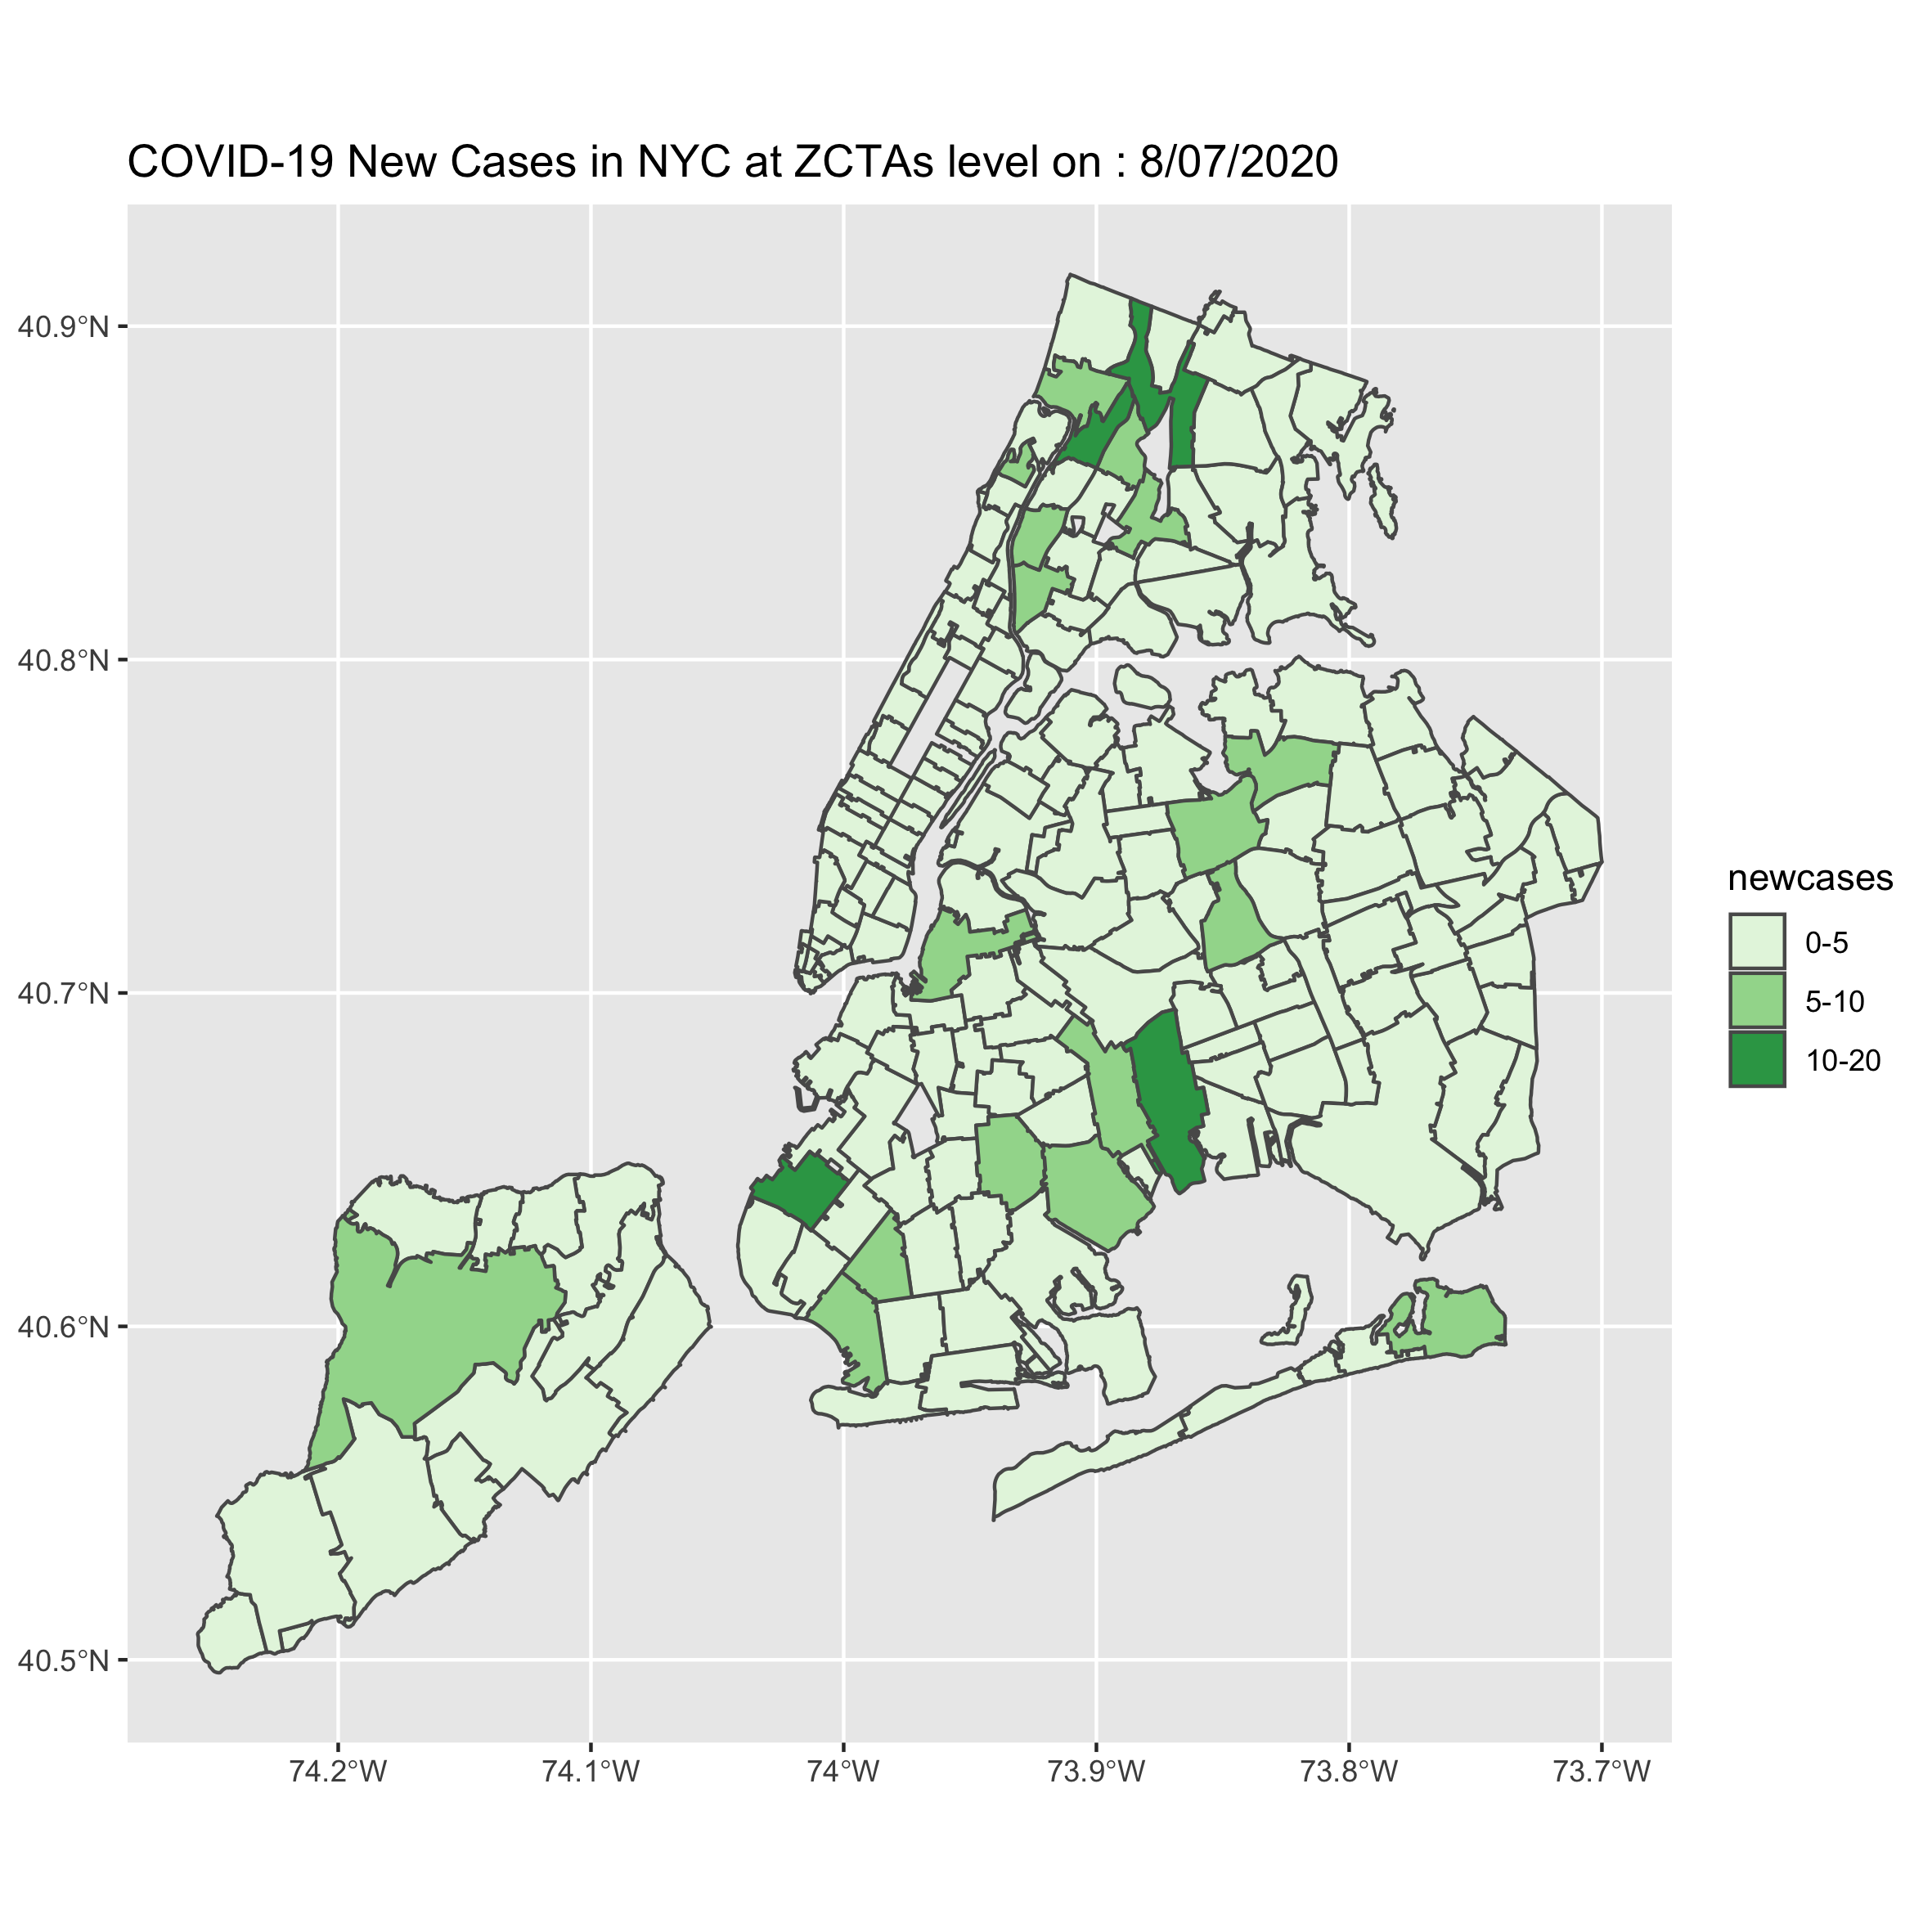 COVID-19 New Cases in NYC at ZCTAs level on : 8/07/2020
40.9°N
40.8°N
40.7°N
40.6°N
40.5°N
74.2°W
74.1°W
74°W
73.9°W
73.8°W
73.7°W
newcases
0-5
5-10
10-20